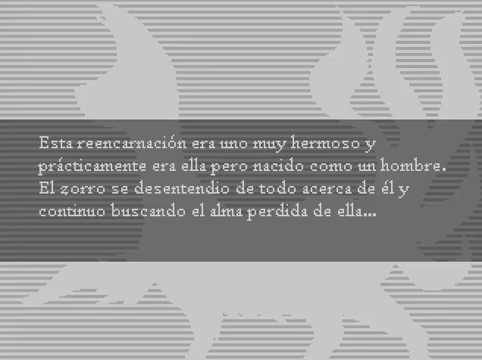 Esta reencarnación era uno muy hermoso y
prácticamente era ella pero nacido como un hombre.
El zorro se desentendio de todo acerca de él y
continuo buscando el alma perdida de ella...